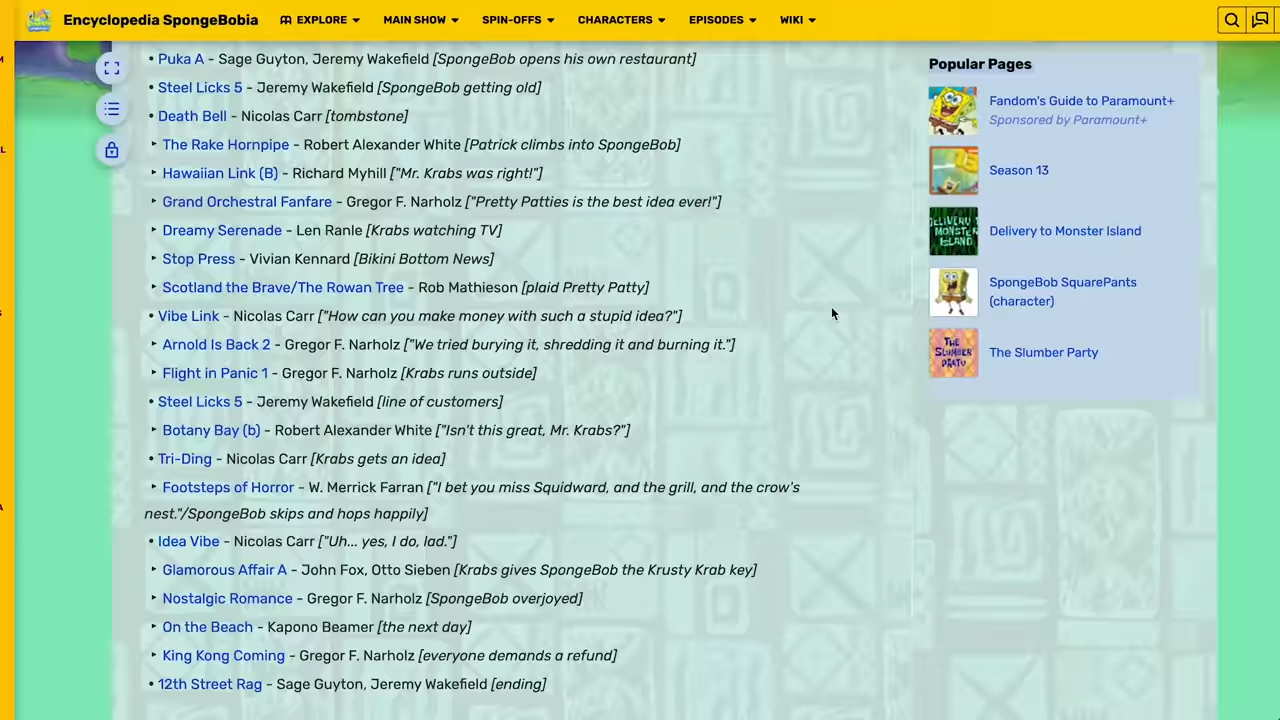 Encyclopedia SpongeBobia EXPLORE MAIN SHOW SPIN-OFFS CHARACTERS EPISODES WIKI
• Puka A - Sage Guyton, Jeremy Wakefield [SpongeBob opens his own restaurant]
• Steel Licks 5 - Jeremy Wakefield [SpongeBob getting old]
• Death Bell - Nicolas Carr [tombstone]
‣ The Rake Hornpipe - Robert Alexander White [Patrick climbs into SpongeBob]
‣ Hawaiian Link (B) - Richard Myhill ["Mr. Krabs was right!"]
‣ Grand Orchestral Fanfare - Gregor F. Narholz ["Pretty Patties is the best idea ever!"]
‣ Dreamy Serenade - Len Ranle [Krabs watching TV]
‣ Stop Press - Vivian Kennard [Bikini Bottom News]
‣ Scotland the Brave/The Rowan Tree - Rob Mathieson [plaid Pretty Patty]
• Vibe Link - Nicolas Carr ["How can you make money with such a stupid idea?"]
‣ Arnold Is Back 2 - Gregor F. Narholz ["We tried burying it, shredding it and burning it."]
‣ Flight in Panic 1 - Gregor F. Narholz [Krabs runs outside]
• Steel Licks 5 - Jeremy Wakefield [line of customers]
‣ Botany Bay (b) - Robert Alexander White ["Isn't this great, Mr. Krabs?"]
• Tri-Ding - Nicolas Carr [Krabs gets an idea]
‣ Footsteps of Horror - W. Merrick Farran ["I bet you miss Squidward, and the grill, and the crow's
nest."/SpongeBob skips and hops happily]
• Idea Vibe - Nicolas Carr ["Uh... yes, I do, lad."]
‣ Glamorous Affair A - John Fox, Otto Sieben [Krabs gives SpongeBob the Krusty Krab key]
‣ Nostalgic Romance - Gregor F. Narholz [SpongeBob overjoyed]
‣ On the Beach - Kapono Beamer [the next day]
‣ King Kong Coming - Gregor F. Narholz [everyone demands a refund]
• 12th Street Rag - Sage Guyton, Jeremy Wakefield [ending]
Popular Pages
Fandom's Guide to Paramount+
Sponsored by Paramount+
Season 13
DELIVERY TO
MONSTER
ISLAND
Delivery to Monster Island
SpongeBob SquarePants
(character)
THE
SLUMBER
PARTY
The Slumber Party